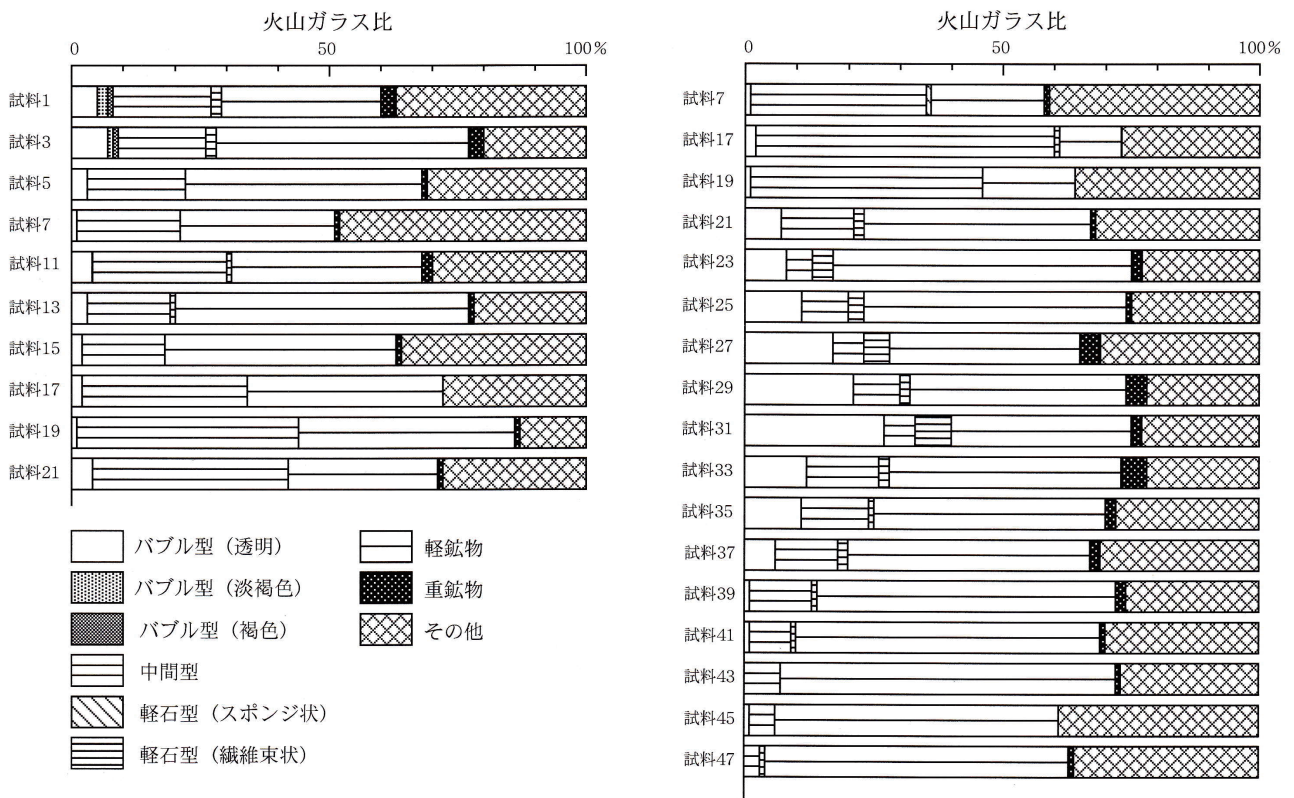 火山ガラス比
0 50 100%
試料1
試料3
試料5
試料7
試料11
試料13
試料15
試料17
試料19
試料21
バブル型（透明）
バブル型（淡褐色）
バブル型（褐色）
中間型
軽石型（スポンジ状）
軽石型（繊維束状）
軽鉱物
重鉱物
その他
火山ガラス比
0 50 100%
試料7
試料17
試料19
試料21
試料23
試料25
試料27
試料29
試料31
試料33
試料35
試料37
試料39
試料41
試料43
試料45
試料47